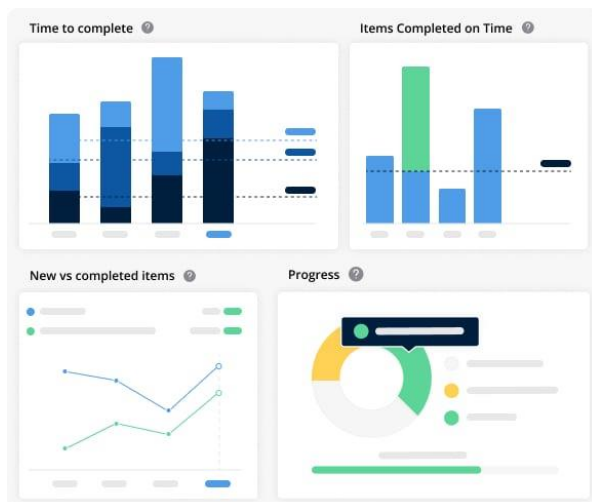 Time to complete ?
Items Completed on Time ?
New vs completed items ?
Progress ?